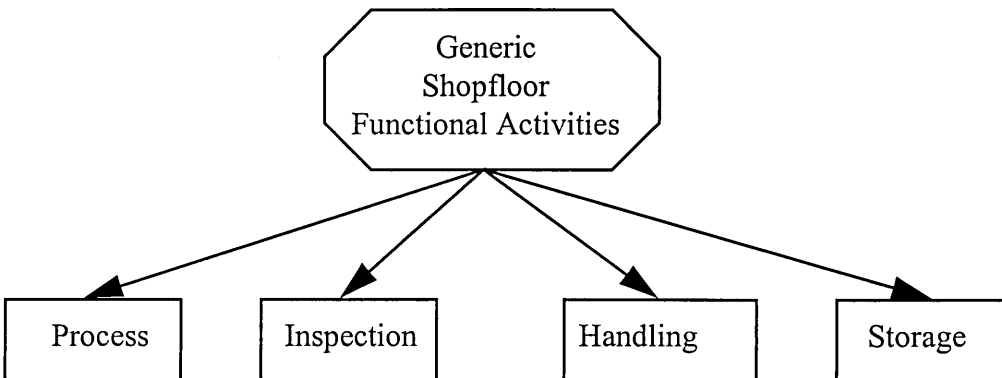 Generic
Shopfloor
Functional Activities
Process
Inspection
Handling
Storage